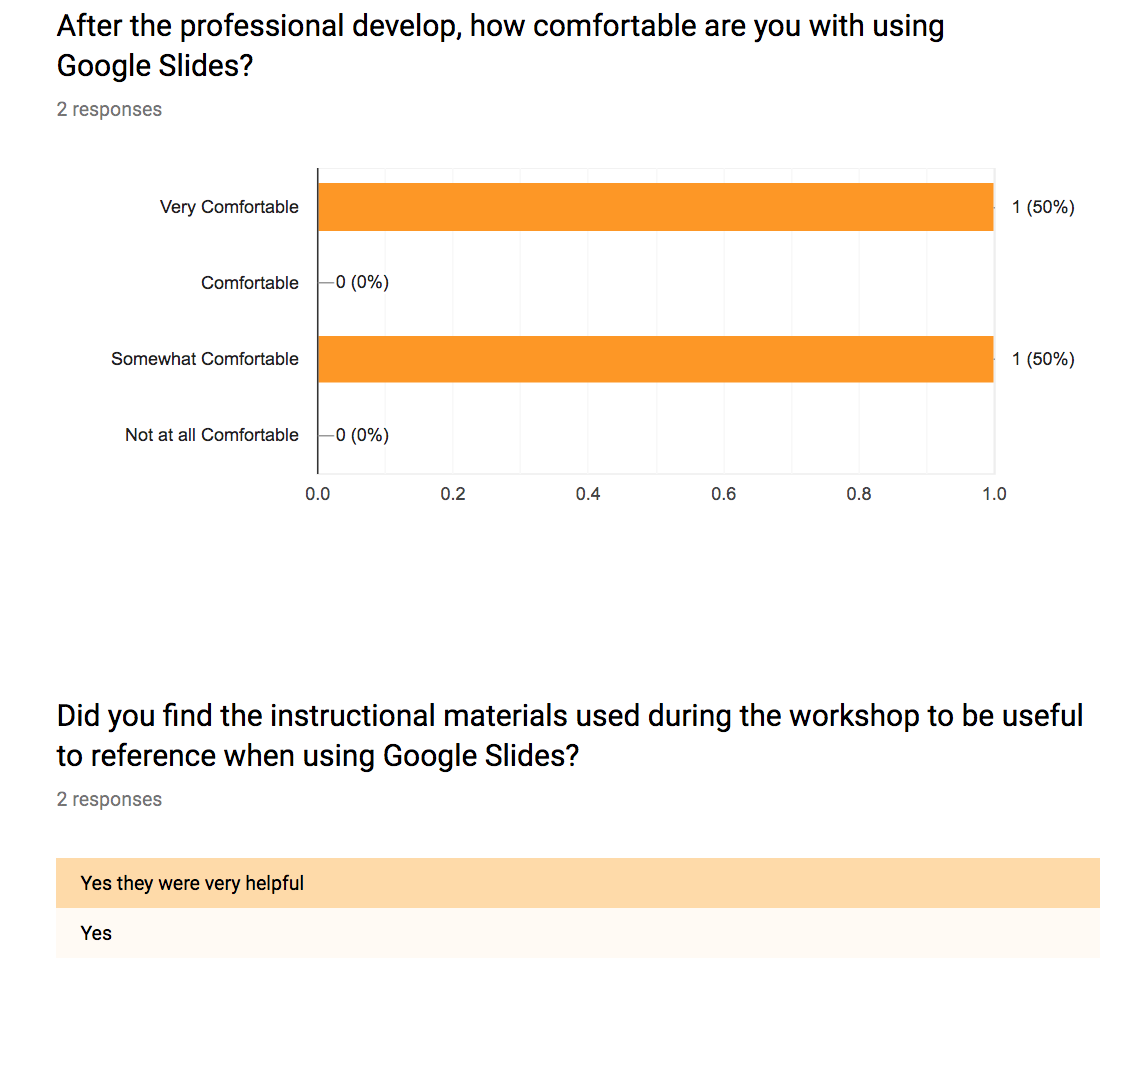 After the professional develop, how comfortable are you with using
Google Slides?
2 responses
Very Comfortable
1 (50%)
Comfortable
0 (0%)
Somewhat Comfortable
1 (50%)
Not at all Comfortable
0 (0%)
0.0 0.2 0.4 0.6 0.8 1.0
Did you find the instructional materials used during the workshop to be useful
to reference when using Google Slides?
2 responses
Yes they were very helpful
Yes